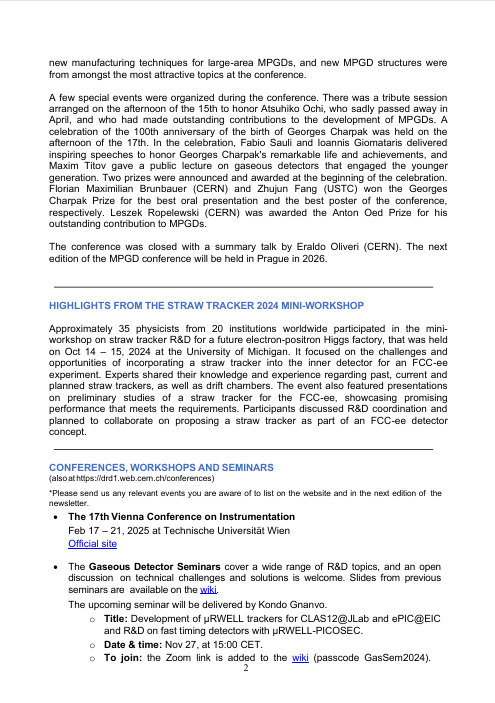 new manufacturing techniques for large-area MPGDs, and new MPGD structures were
from amongst the most attractive topics at the conference.
A few special events were organized during the conference. There was a tribute session
arranged on the afternoon of the 15th to honor Atsuhiko Ochi, who sadly passed away in
April, and who had made outstanding contributions to the development of MPGDs. A
celebration of the 100th anniversary of the birth of Georges Charpak was held on the
afternoon of the 17th. In the celebration, Fabio Sauli and Ioannis Giomataris delivered
inspiring speeches to honor Georges Charpak's remarkable life and achievements, and
Maxim Titov gave a public lecture on gaseous detectors that engaged the younger
generation. Two prizes were announced and awarded at the beginning of the celebration.
Florian Maximilian Brunbauer (CERN) and Zhujun Fang (USTC) won the Georges
Charpak Prize for the best oral presentation and the best poster of the conference,
respectively. Leszek Ropelewski (CERN) was awarded the Anton Oed Prize for his
outstanding contribution to MPGDs.
The conference was closed with a summary talk by Eraldo Oliveri (CERN). The next
edition of the MPGD conference will be held in Prague in 2026.
HIGHLIGHTS FROM THE STRAW TRACKER 2024 MINI-WORKSHOP
Approximately 35 physicists from 20 institutions worldwide participated in the mini-
workshop on straw tracker R&D for a future electron-positron Higgs factory, that was held
on Oct 14 – 15, 2024 at the University of Michigan. It focused on the challenges and
opportunities of incorporating a straw tracker into the inner detector for an FCC-ee
experiment. Experts shared their knowledge and experience regarding past, current and
planned straw trackers, as well as drift chambers. The event also featured presentations
on preliminary studies of a straw tracker for the FCC-ee, showcasing promising
performance that meets the requirements. Participants discussed R&D coordination and
planned to collaborate on proposing a straw tracker as part of an FCC-ee detector
concept.
CONFERENCES, WORKSHOPS AND SEMINARS
(also at https://drd1.web.cern.ch/conferences)
*Please send us any relevant events you are aware of to list on the website and in the next edition of the
newsletter.
• The 17th Vienna Conference on Instrumentation
Feb 17 – 21, 2025 at Technische Universität Wien
Official site
• The Gaseous Detector Seminars cover a wide range of R&D topics, and an open
discussion on technical challenges and solutions is welcome. Slides from previous
seminars are available on the wiki.
The upcoming seminar will be delivered by Kondo Gnanvo.
o Title: Development of µRWELL trackers for CLAS12@JLab and ePIC@EIC
and R&D on fast timing detectors with µRWELL-PICOSEC.
o Date & time: Nov 27, at 15:00 CET.
o To join: the Zoom link is added to the wiki (passcode GasSem2024).
2